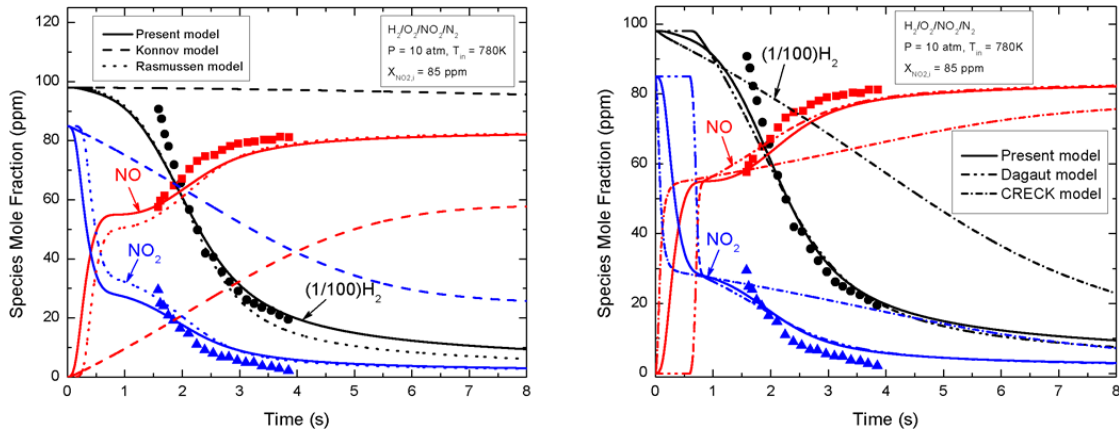 120
100
80
60
40
20
0
0 1 2 3 4 5 6 7 8
Species Mole Fraction (ppm)
Time (s)
Present model
Konnov model
Rasmussen model
H2/O2/NO2/N2
P = 10 atm, Tin = 780K
XNO2,i = 85 ppm
NO
NO2
(1/100)H2
100
80
60
40
20
0
0 1 2 3 4 5 6 7 8
Species Mole Fraction (ppm)
Time (s)
H2/O2/NO2/N2
P = 10 atm, Tin = 780K
XNO2,i = 85 ppm
(1/100)H2
NO
NO2
Present model
Dagaut model
CRECK model